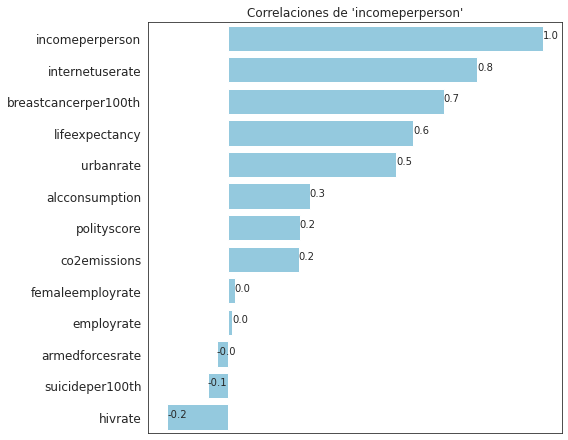 Correlaciones de 'incomeperperson'
incomeperperson 1.0
internetuserate 0.8
breastcancerper100th 0.7
lifeexpectancy 0.6
urbanrate 0.5
alcconsumption 0.3
polityscore 0.2
co2emissions 0.2
femaleemployrate 0.0
employrate 0.0
armedforcesrate -0.0
suicideper100th -0.1
hivrate -0.2